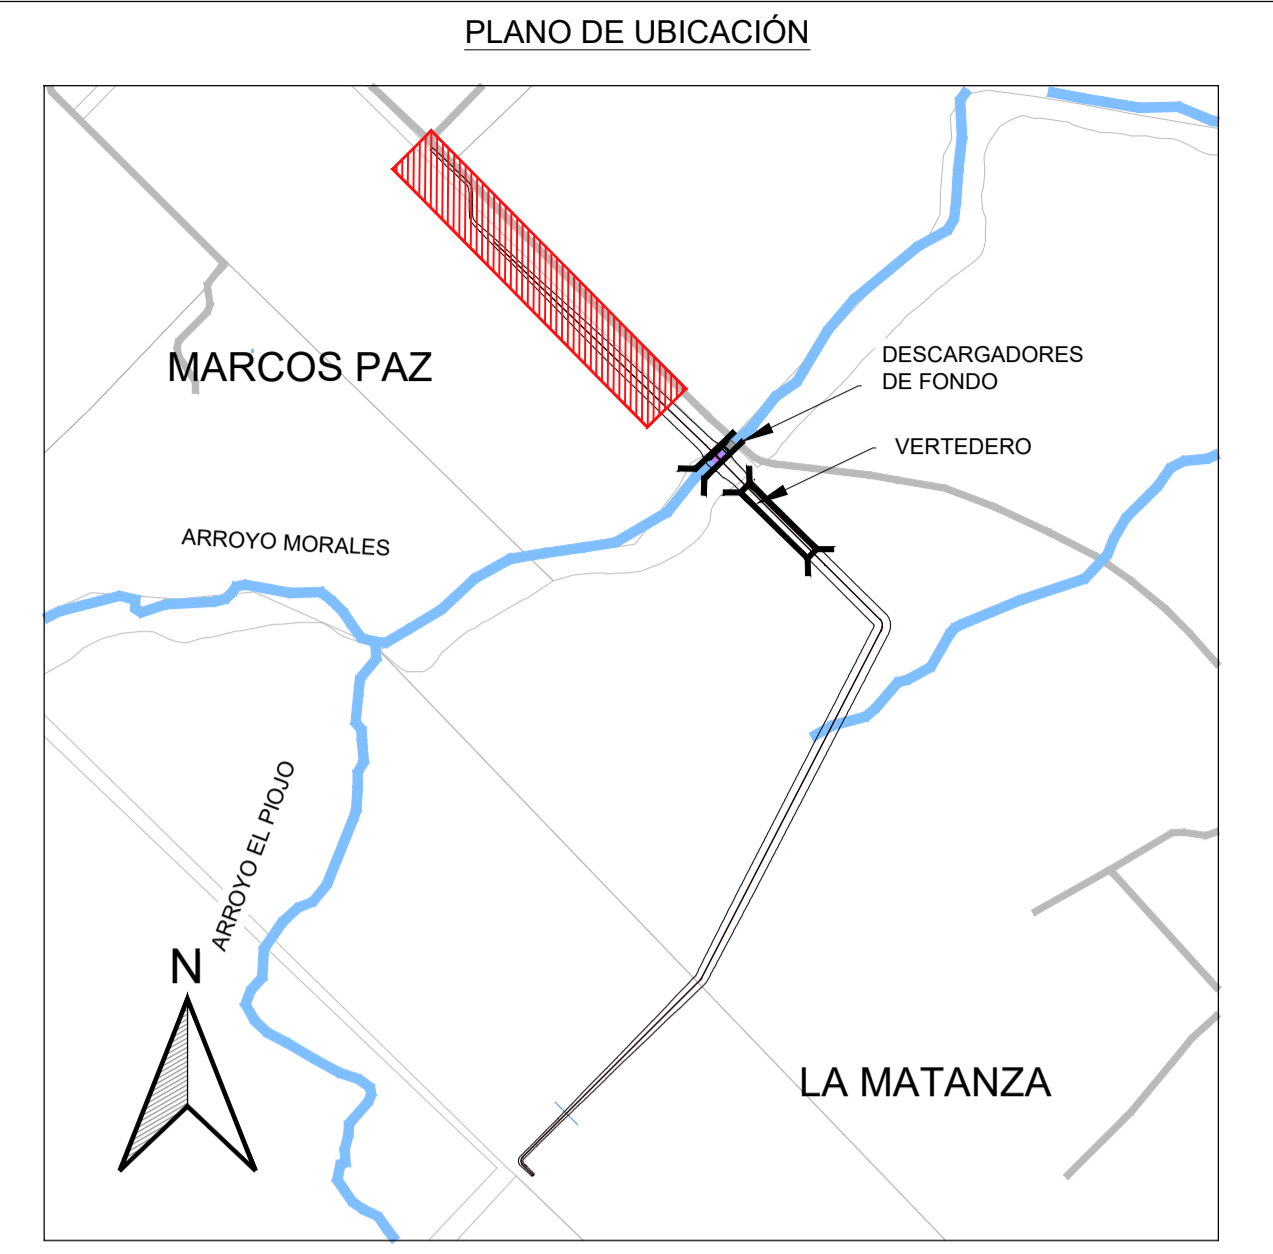 PLANO DE UBICACIÓN
DESCARGADORES
DE FONDO
MARCOS PAZ
VERTEDERO
ARROYO MORALES
ARROYO EL PIOJO
N
LA MATANZA